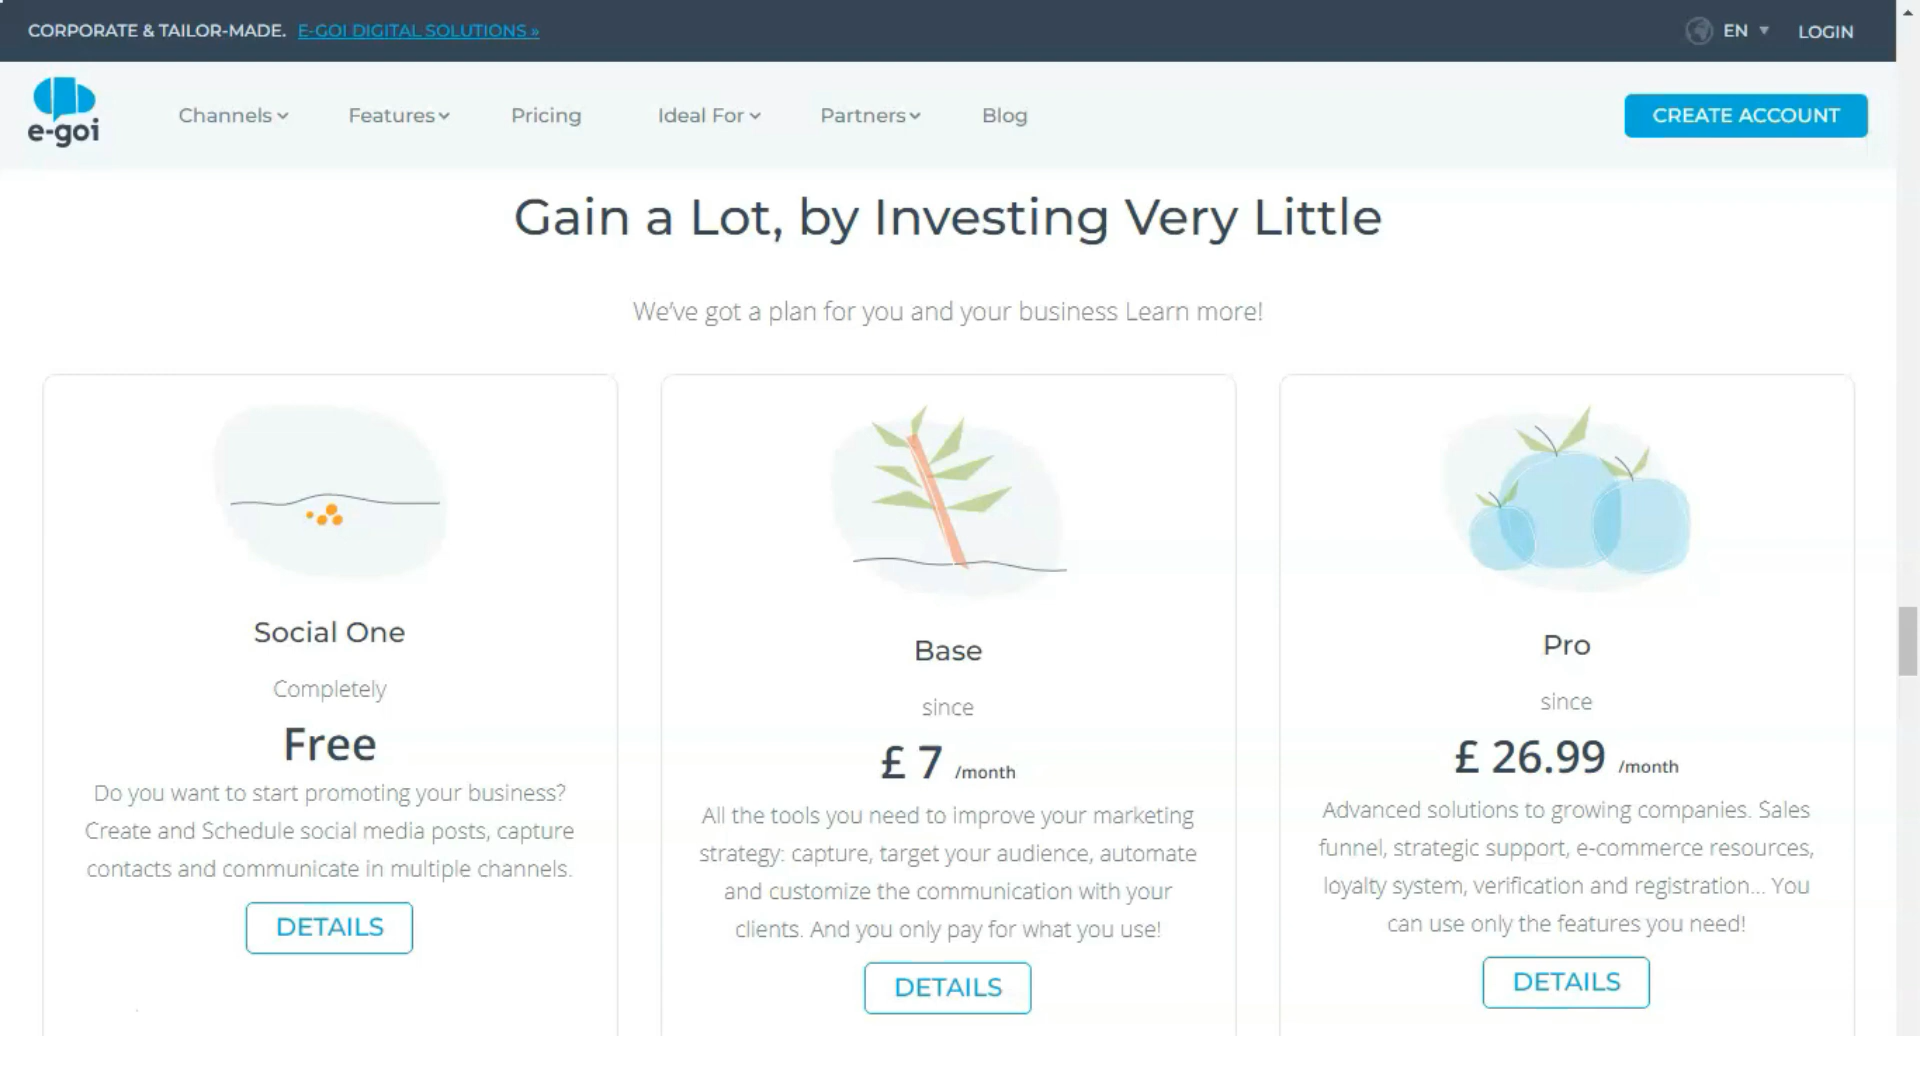 CORPORATE & TAILOR-MADE. E-GOI DIGITAL SOLUTIONS »
EN LOGIN
e-goi
Channels Features Pricing Ideal For Partners Blog
CREATE ACCOUNT
Gain a Lot, by Investing Very Little
We've got a plan for you and your business Learn more!
Social One
Completely
Free
Do you want to start promoting your business?
Create and Schedule social media posts, capture
contacts and communicate in multiple channels.
DETAILS
Base
since
£ 7 /month
All the tools you need to improve your marketing
strategy: capture, target your audience, automate
and customize the communication with your
clients. And you only pay for what you use!
DETAILS
Pro
since
£ 26.99 /month
Advanced solutions to growing companies. Sales
funnel, strategic support, e-commerce resources,
loyalty system, verification and registration... You
can use only the features you need!
DETAILS